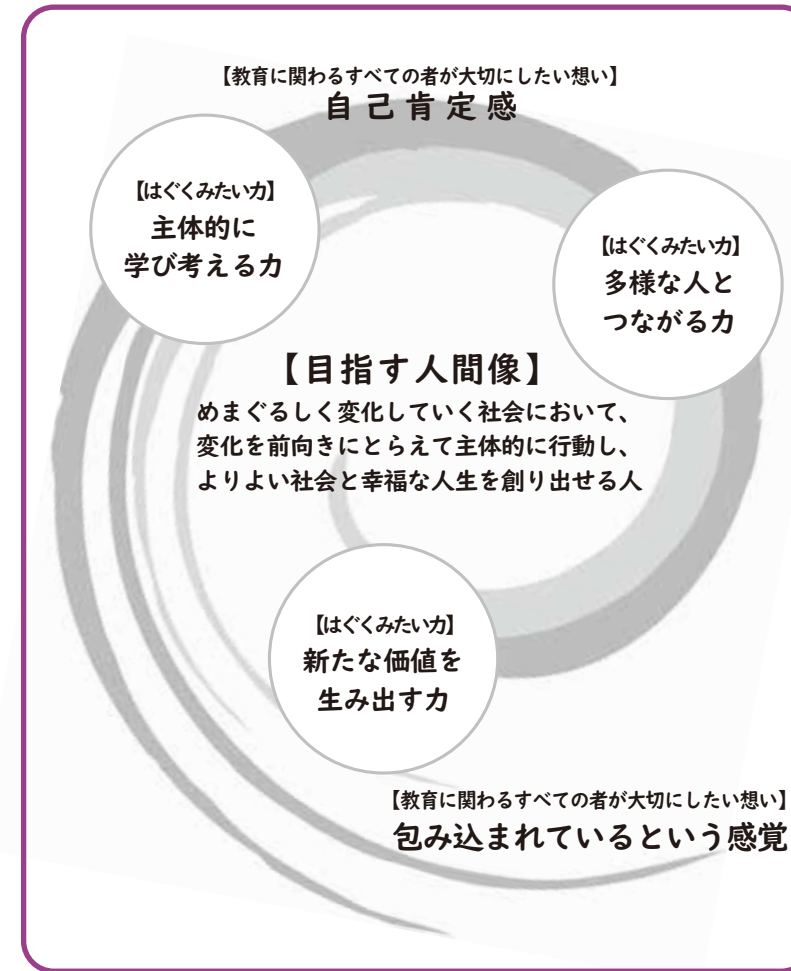 【教育に関わるすべての者が大切にしたい想い】
自己肯定感
【はぐくみたい力】
主体的に
学び考える力
【はぐくみたい力】
多様な人と
つながる力
【目指す人間像】
めまぐるしく変化していく社会において、
変化を前向きにとらえて主体的に行動し、
よりよい社会と幸福な人生を創り出せる人
【はぐくみたい力】
新たな価値を
生み出す力
【教育に関わるすべての者が大切にしたい想い】
包み込まれているという感覚